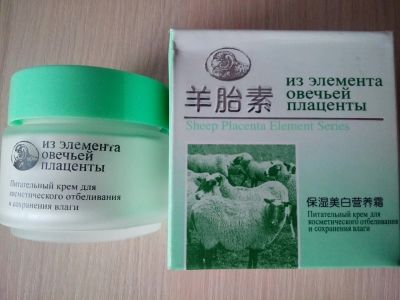 из элемента
овечьей
плаценты
Питательный крем для
косметического отбеливания
и сохранения влаги
羊胎素
из элемента
овечьей
плаценты
Sheep Placenta Element Series
保湿美白营养霜
Питательный крем для
косметического отбеливания
и сохранения влаги